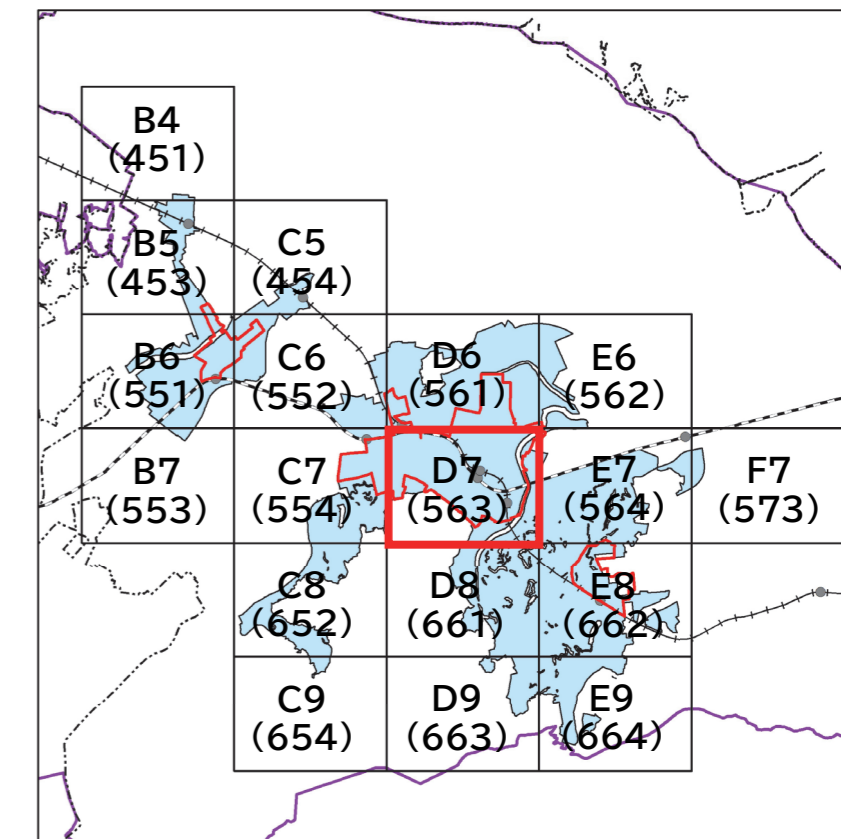 B4
(451)
B5
(453)
C5
(454)
B6
(551)
C6
(552)
D6
(561)
E6
(562)
B7
(553)
C7
(554)
D7
(563)
E7
(564)
F7
(573)
C8
(652)
D8
(661)
E8
(662)
C9
(654)
D9
(663)
E9
(664)